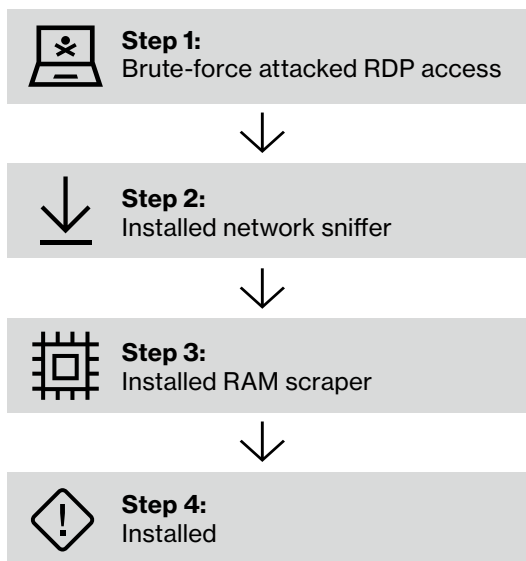 Step 1:
Brute-force attacked RDP access
Step 2:
Installed network sniffer
Step 3:
Installed RAM scraper
Step 4:
Installed